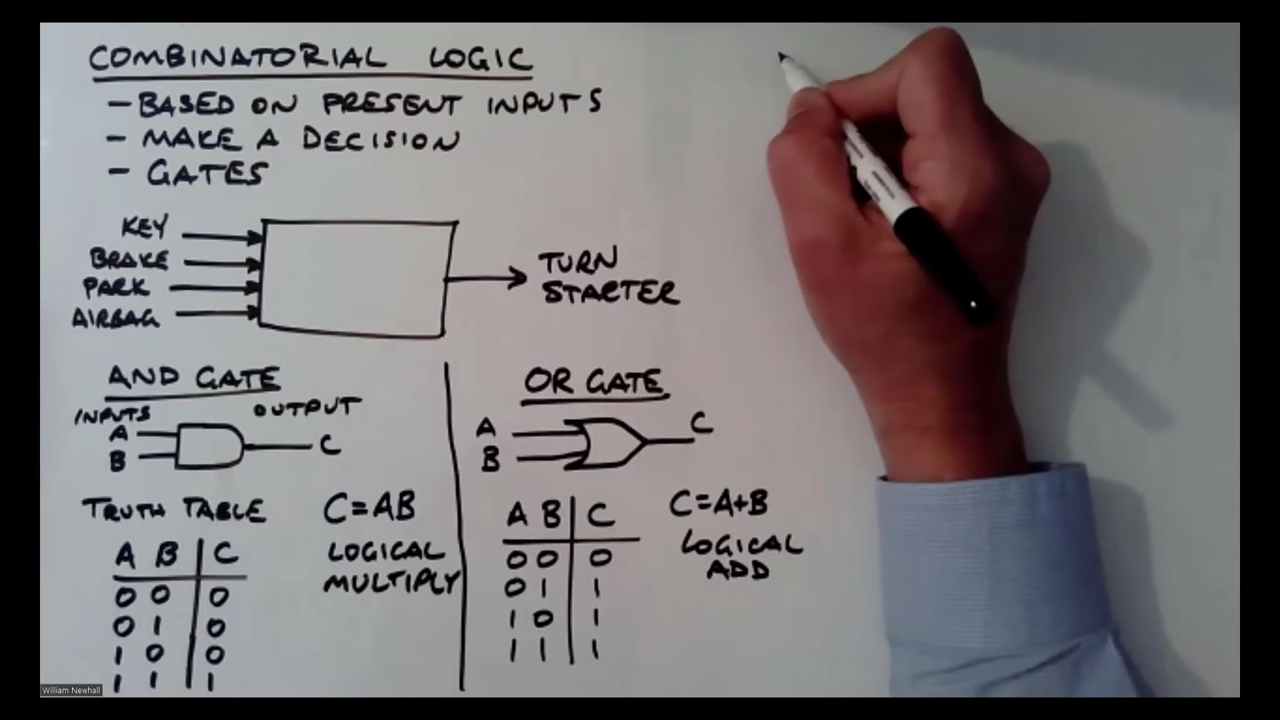 COMBINATORIAL LOGIC
- BASED ON PRESENT INPUTS
- MAKE A DECISION
- GATES
KEY
BRAKE
PARK
AIRBAG
TURN
STARTER
AND GATE
INPUTS
OUTPUT
A
B
C
TRUTH TABLE
C=AB
LOGICAL
MULTIPLY
A B C
0 0 0
0 1 0
1 0 0
1 1 1
OR GATE
A
B
C
C=A+B
LOGICAL
ADD
A B C
0 0 0
0 1 1
1 0 1
1 1 1
William Newhall